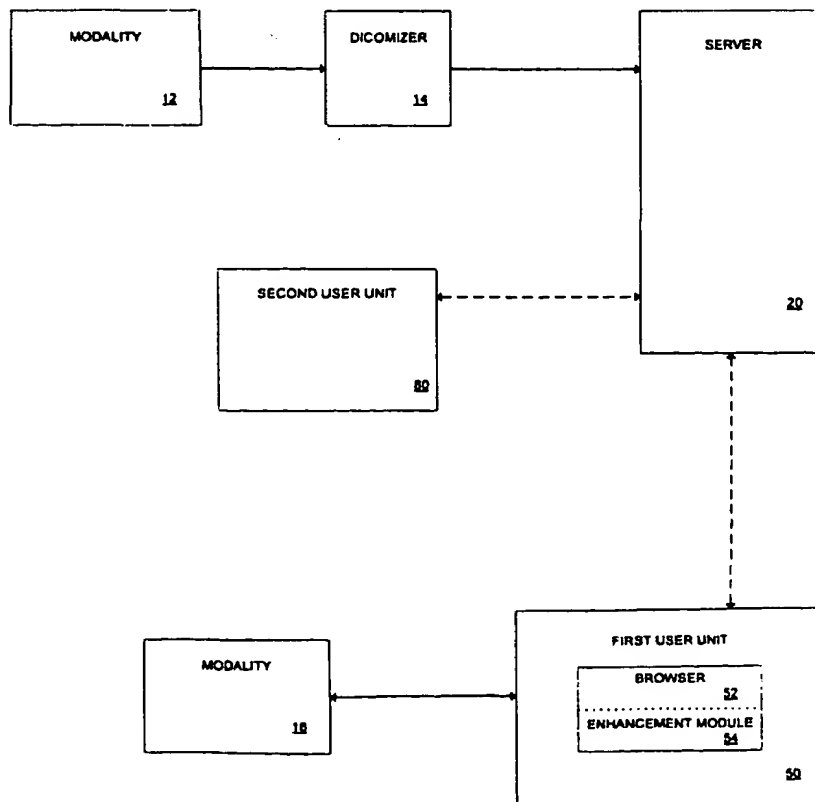 MODALITY
12
DICOMIZER
14
SERVER
20
SECOND USER UNIT
80
MODALITY
16
FIRST USER UNIT
BROWSER
52
ENHANCEMENT MODULE
54
50